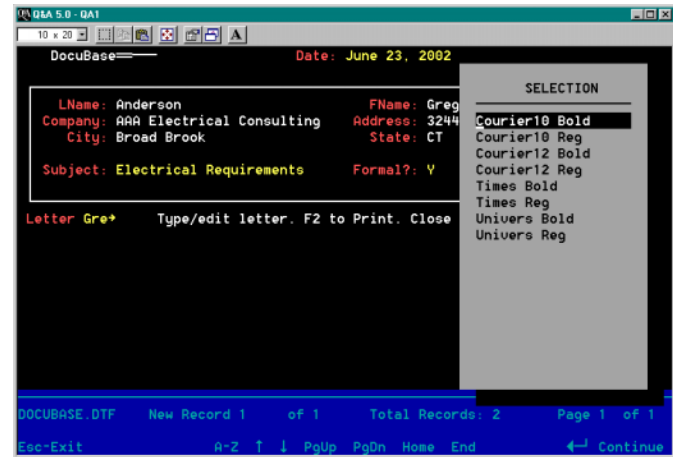 Q&A 5.0 - QA1
10 x 20
DocuBase
Date: June 23, 2002
LName: Anderson FName: Greg
Company: AAA Electrical Consulting Address: 3244
City: Broad Brook State: CT
Subject: Electrical Requirements Formal?: Y
Letter Gre→ Type/edit letter. F2 to Print. Close
SELECTION
Courier10 Bold
Courier10 Reg
Courier12 Bold
Courier12 Reg
Times Bold
Times Reg
Univers Bold
Univers Reg
DOCUBASE.DTF New Record 1 of 1 Total Records: 2 Page 1 of 1
Esc-Exit A-Z ↑ ↓ PgUp PgDn Home End ↵ Continue